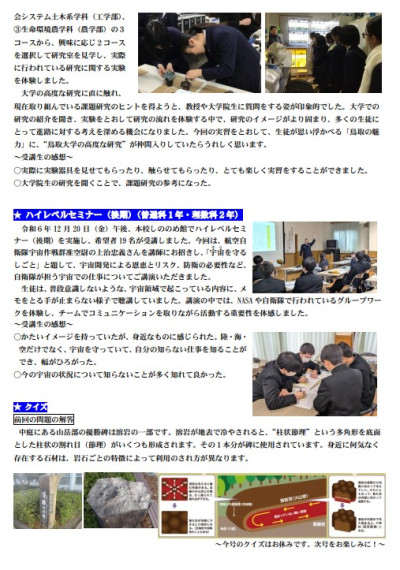 会システム土木系学科（工学部）、
③生命環境農学科（農学部）の３
コースから、興味に応じ２コース
を選択して研究室を見学し、実際
に行われている研究に関する実験
を体験しました。
大学の高度な研究に直に触れ、
現在取り組んでいる課題研究のヒントを得ようと、教授や大学院生に質問をする姿が印象的でした。大学での
研究の紹介を聞き、実験をとおして研究の流れを体験する中で、研究のイメージがより固まり、多くの生徒に
とって進路に対する考えを深める機会になりました。今回の実習をとおして、生徒が思い浮かべる「鳥取の魅
力」に、“鳥取大学の高度な研究”が仲間入りしていたらうれしく思います。
～受講生の感想～
○実際に実験器具を見せてもらったり、触らせてもらったり、とても楽しく実習をすることができました。
○大学院生の研究を聞くことで、課題研究の参考になった。
★ ハイレベルセミナー（後期）（普通科１年・理数科２年）
令和６年 12 月 20 日（金）午後、本校しののめ館でハイレベルセミ
ナー（後期）を実施し、希望者 19 名が受講しました。今回は、航空自
衛隊宇宙作戦群准空尉の上治忠義さんを講師にお招きし、「宇宙を守る
しごと」と題して、宇宙開発による恩恵とリスク、防衛の必要性など、
自衛隊が担う宇宙での仕事についてご講演いただきました。
生徒は、普段意識しないような、宇宙領域で起こっている内容に、メ
モをとる手が止まらない様子で聴講していました。講演の中では、NASA や自衛隊で行われているグループワー
クを体験し、チームでコミュニケーションを取りながら活動する重要性を体感しました。
～受講生の感想～
○かたいイメージを持っていたが、身近なものに感じられた。陸・海・
空だけでなく、宇宙を守っていて、自分の知らない仕事を知ることが
でき、幅がひろがった。
○今の宇宙の状況について知らないことが多く知れて良かった。
★ クイズ
前回の問題の解答
中庭にある山岳部の優勝碑は溶岩の一部です。溶岩が地表で冷やされると、“柱状節理”という多角形を底面
とした柱状の割れ目（節理）がいくつも形成されます。その１本分が碑に使用されています。身近に何気なく
存在する石材は、岩石ごとの特徴によって利用のされ方が異なります。
～今号のクイズはお休みです。次号をお楽しみに！～